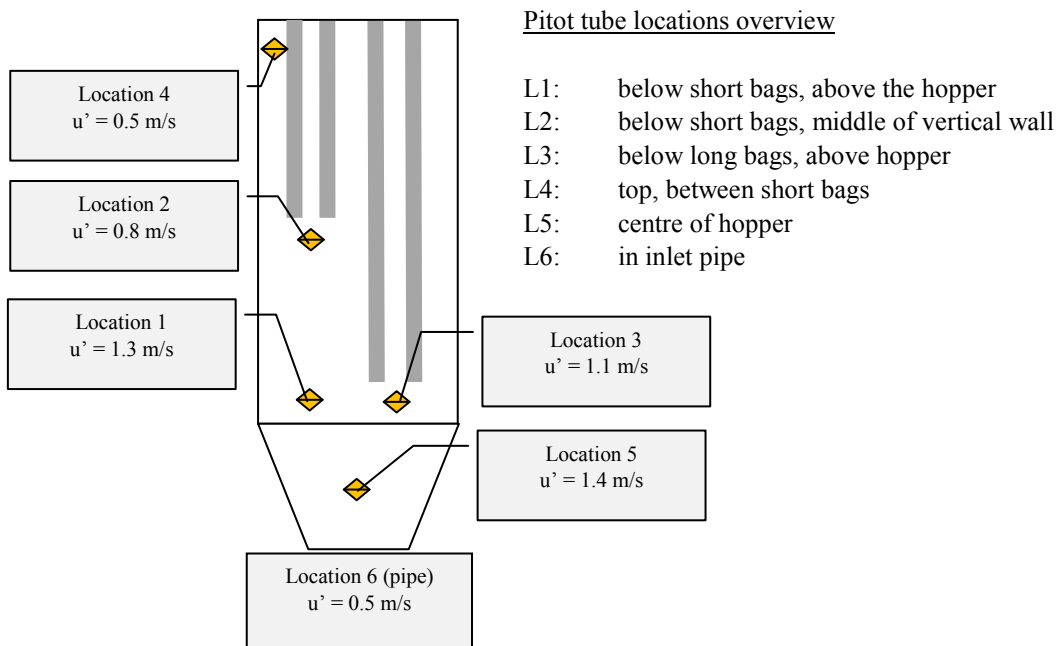 Pitot tube locations overview
L1: below short bags, above the hopper
L2: below short bags, middle of vertical wall
L3: below long bags, above hopper
L4: top, between short bags
L5: centre of hopper
L6: in inlet pipe
Location 4
u’ = 0.5 m/s
Location 2
u’ = 0.8 m/s
Location 1
u’ = 1.3 m/s
Location 3
u’ = 1.1 m/s
Location 5
u’ = 1.4 m/s
Location 6 (pipe)
u’ = 0.5 m/s